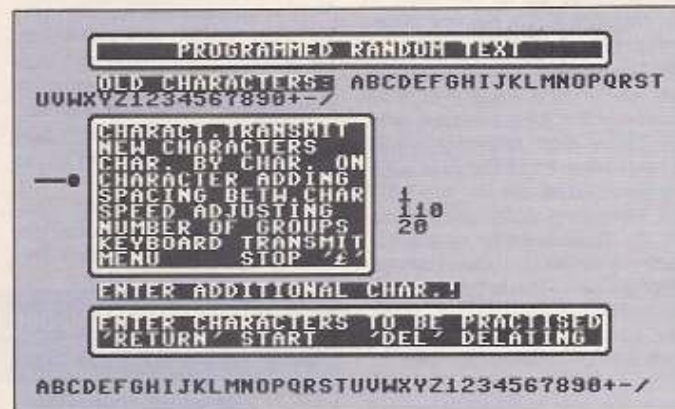 PROGRAMMED RANDOM TEXT
OLD CHARACTERS: ABCDEFGHIJKLMNOPQRST
UVWXYZ1234567890+-/
CHARACT.TRANSMIT
NEW CHARACTERS
CHAR. BY CHAR. ON
CHARACTER ADDING
SPACING BETW.CHAR 1
SPEED ADJUSTING 110
NUMBER OF GROUPS 20
KEYBOARD TRANSMIT
MENU STOP '£'
ENTER ADDITIONAL CHAR.!
ENTER CHARACTERS TO BE PRACTISED
'RETURN' START 'DEL' DELATING
ABCDEFGHIJKLMNOPQRSTUVWXYZ1234567890+-/